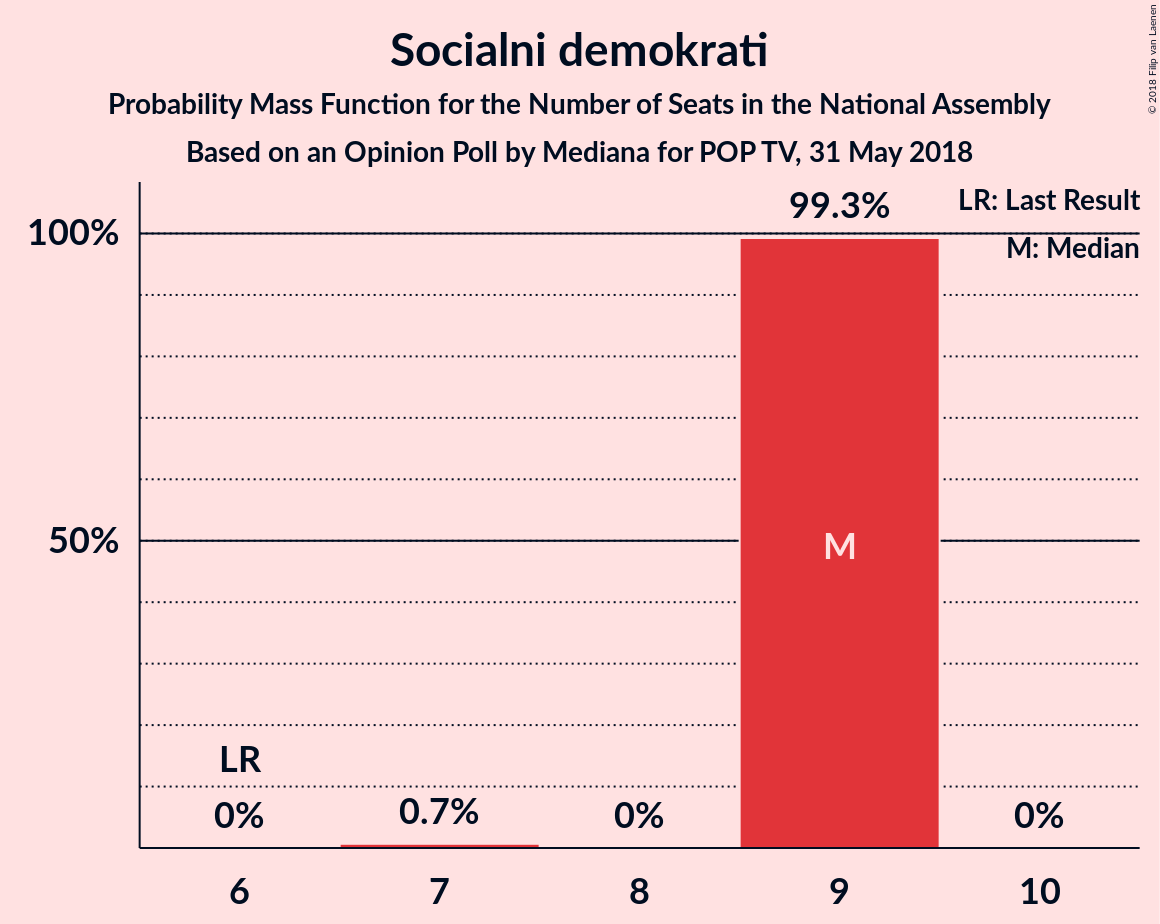 Socialni demokrati
Probability Mass Function for the Number of Seats in the National Assembly
Based on an Opinion Poll by Mediana for POP TV, 31 May 2018
© 2018 Filip van Laenen
LR: Last Result
M: Median
99.3%
100%
50%
M
LR
0%
0.7%
0%
0%
6
7
8
9
10